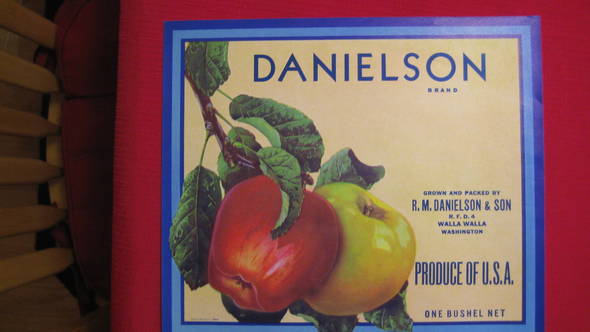 DANIELSON
BRAND
GROWN AND PACKED BY
R. M. DANIELSON & SON
R. F. D. 4
WALLA WALLA
WASHINGTON
PRODUCE OF U.S.A.
ONE BUSHEL NET